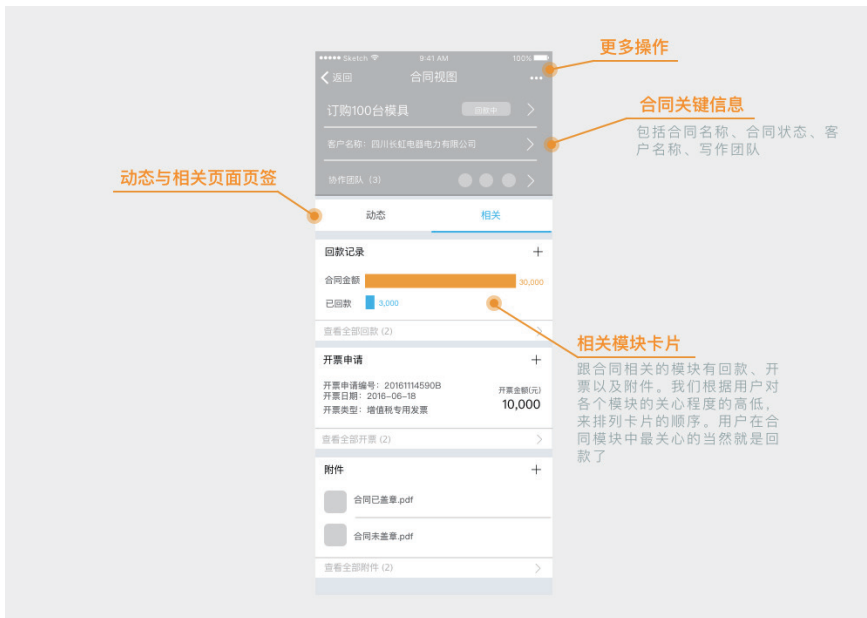 更多操作
●●●●● Sketch 9:41 AM 100%
返回 合同视图 •••
合同关键信息
包括合同名称、合同状态、客
户名称、写作团队
订购100台模具 回款中
客户名称：四川长虹电器电力有限公司
协作团队（3）
动态与相关页面页签
动态 相关
回款记录 +
合同金额 30,000
已回款 3,000
查看全部回款 (2)
相关模块卡片
跟合同相关的模块有回款、开
票以及附件。我们根据用户对
各个模块的关心程度的高低，
来排列卡片的顺序。用户在合
同模块中最关心的当然就是回
款了
开票申请 +
开票申请编号：20161114590B
开票日期：2016-06-18
开票类型：增值税专用发票
开票金额(元)
10,000
查看全部开票 (2)
附件 +
合同已盖章.pdf
合同未盖章.pdf
查看全部附件 (2)